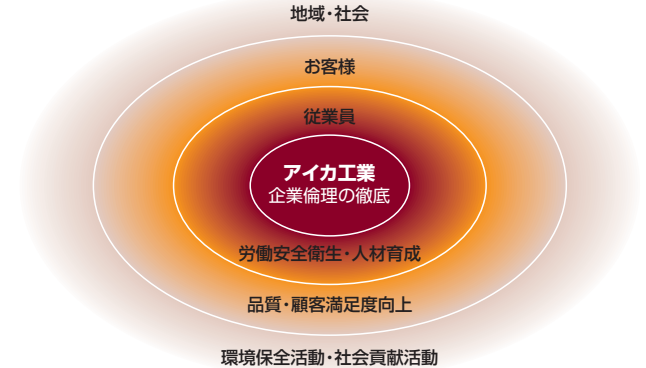 地域・社会
お客様
従業員
アイカ工業
企業倫理の徹底
労働安全衛生・人材育成
品質・顧客満足度向上
環境保全活動・社会貢献活動